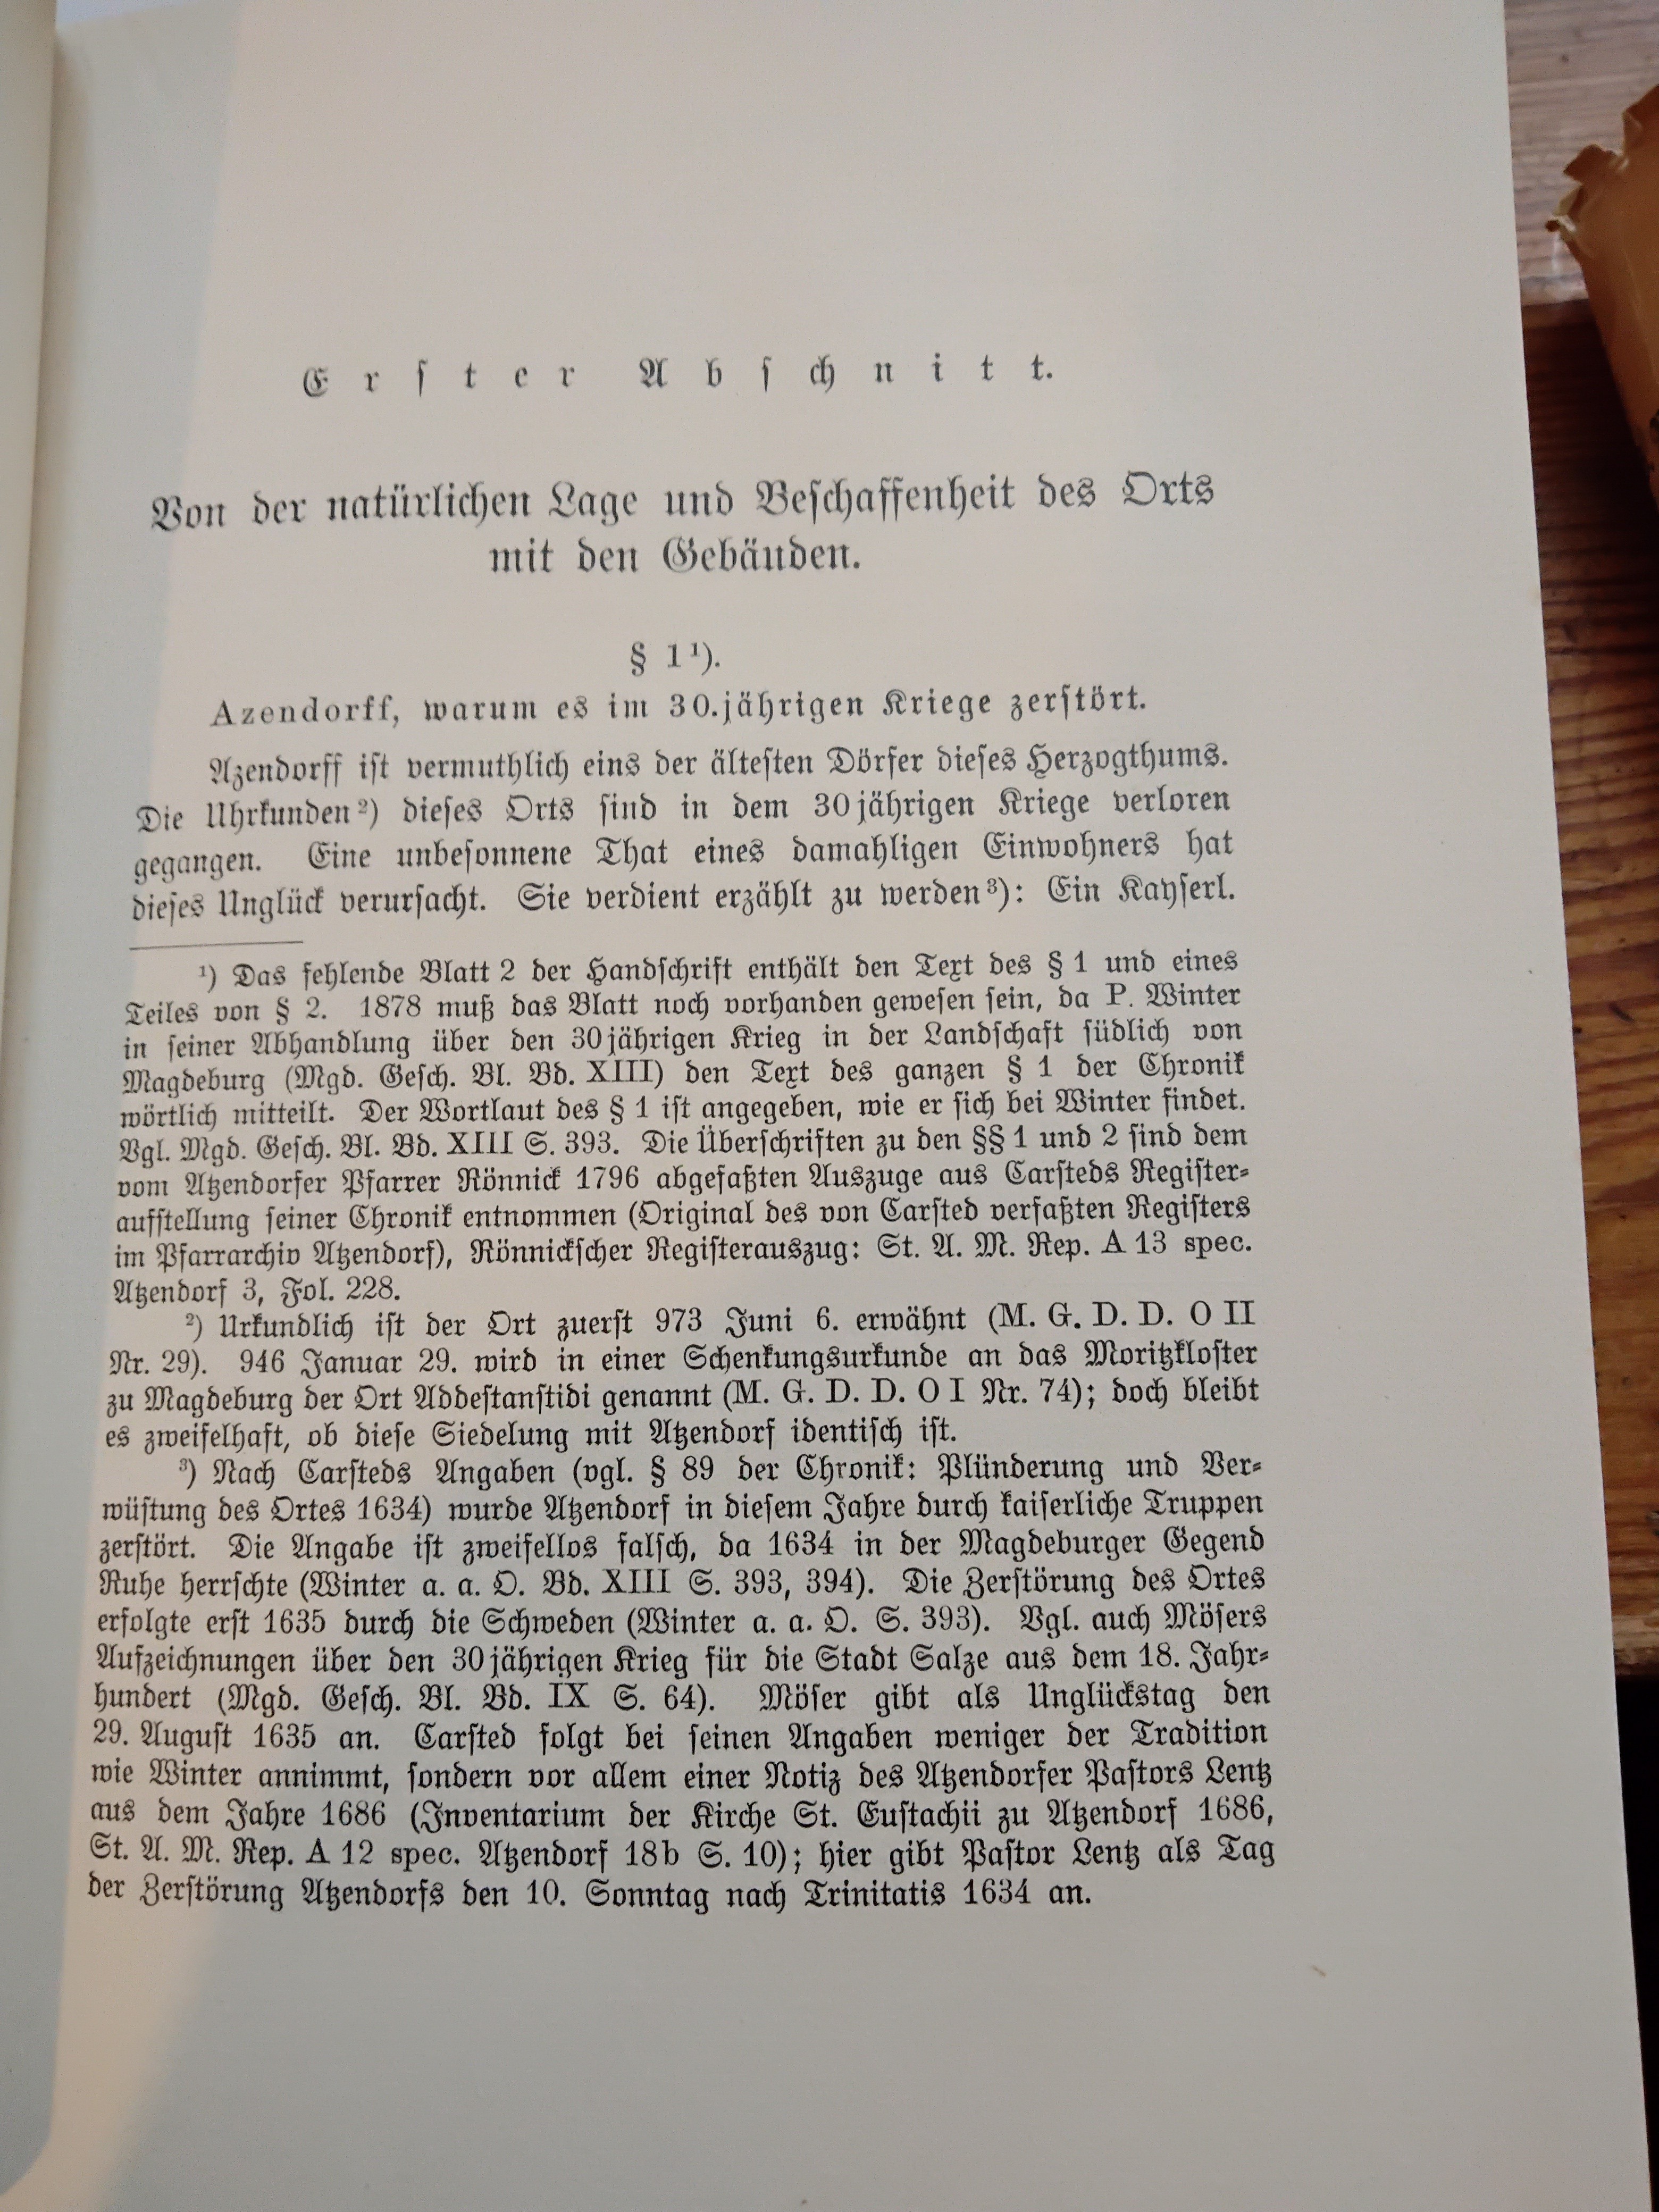 Erster Abschnitt.
Von der natürlichen Lage und Beschaffenheit des Orts
mit den Gebäuden.
§ 1¹).
Azendorff, warum es im 30.jährigen Kriege zerstört.
Azendorff ist vermuthlich eins der ältesten Dörfer dieses Herzogthums.
Die Uhrkunden²) dieses Orts sind in dem 30jährigen Kriege verloren
gegangen. Eine unbesonnene That eines damahligen Einwohners hat
dieses Unglück verursacht. Sie verdient erzählt zu werden³): Ein Kayserl.
¹) Das fehlende Blatt 2 der Handschrift enthält den Text des § 1 und eines
Teiles von § 2. 1878 muß das Blatt noch vorhanden gewesen sein, da P. Winter
in seiner Abhandlung über den 30jährigen Krieg in der Landschaft südlich von
Magdeburg (Mgd. Gesch. Bl. Bd. XIII) den Text des ganzen § 1 der Chronik
wörtlich mitteilt. Der Wortlaut des § 1 ist angegeben, wie er sich bei Winter findet.
Vgl. Mgd. Gesch. Bl. Bd. XIII S. 393. Die Überschriften zu den §§ 1 und 2 sind dem
vom Atzendorfer Pfarrer Rönnick 1796 abgefaßten Auszuge aus Carsteds Register-
aufstellung seiner Chronik entnommen (Original des von Carsted verfaßten Registers
im Pfarrarchiv Atzendorf), Rönnickscher Registerauszug: St. A. M. Rep. A 13 spec.
Atzendorf 3, Fol. 228.
²) Urkundlich ist der Ort zuerst 973 Juni 6. erwähnt (M. G. D. D. O II
Nr. 29). 946 Januar 29. wird in einer Schenkungsurkunde an das Moritzkloster
zu Magdeburg der Ort Addestanstidi genannt (M. G. D. D. O I Nr. 74); doch bleibt
es zweifelhaft, ob diese Siedelung mit Atzendorf identisch ist.
³) Nach Carsteds Angaben (vgl. § 89 der Chronik: Plünderung und Ver-
wüstung des Ortes 1634) wurde Atzendorf in diesem Jahre durch kaiserliche Truppen
zerstört. Die Angabe ist zweifellos falsch, da 1634 in der Magdeburger Gegend
Ruhe herrschte (Winter a. a. O. Bd. XIII S. 393, 394). Die Zerstörung des Ortes
erfolgte erst 1635 durch die Schweden (Winter a. a. O. S. 393). Vgl. auch Mösers
Aufzeichnungen über den 30jährigen Krieg für die Stadt Salze aus dem 18. Jahr-
hundert (Mgd. Gesch. Bl. Bd. IX S. 64). Möser gibt als Unglückstag den
29. August 1635 an. Carsted folgt bei seinen Angaben weniger der Tradition
wie Winter annimmt, sondern vor allem einer Notiz des Atzendorfer Pastors Lentz
aus dem Jahre 1686 (Inventarium der Kirche St. Eustachii zu Atzendorf 1686,
St. A. M. Rep. A 12 spec. Atzendorf 18b S. 10); hier gibt Pastor Lentz als Tag
der Zerstörung Atzendorfs den 10. Sonntag nach Trinitatis 1634 an.